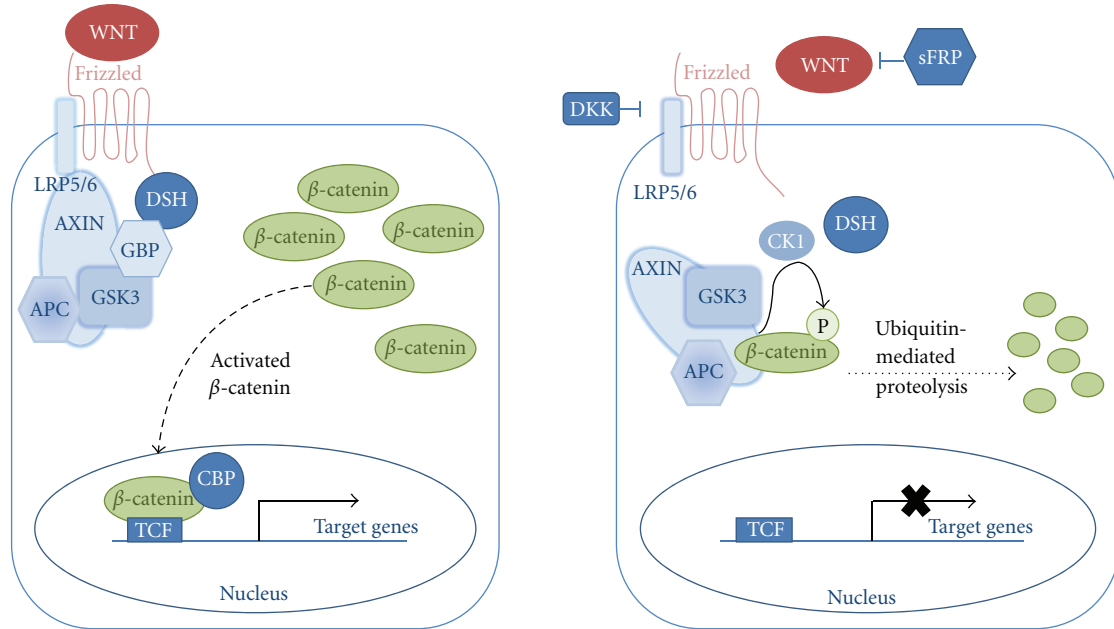 WNT
Frizzled
LRP5/6
DSH
AXIN
GBP
GSK3
APC
β-catenin
β-catenin
β-catenin
β-catenin
β-catenin
Activated
β-catenin
CBP
β-catenin
TCF
Target genes
Nucleus
WNT
sFRP
Frizzled
DKK
LRP5/6
CK1
DSH
AXIN
GSK3
P
β-catenin
APC
Ubiquitin-
mediated
proteolysis
TCF
Target genes
Nucleus